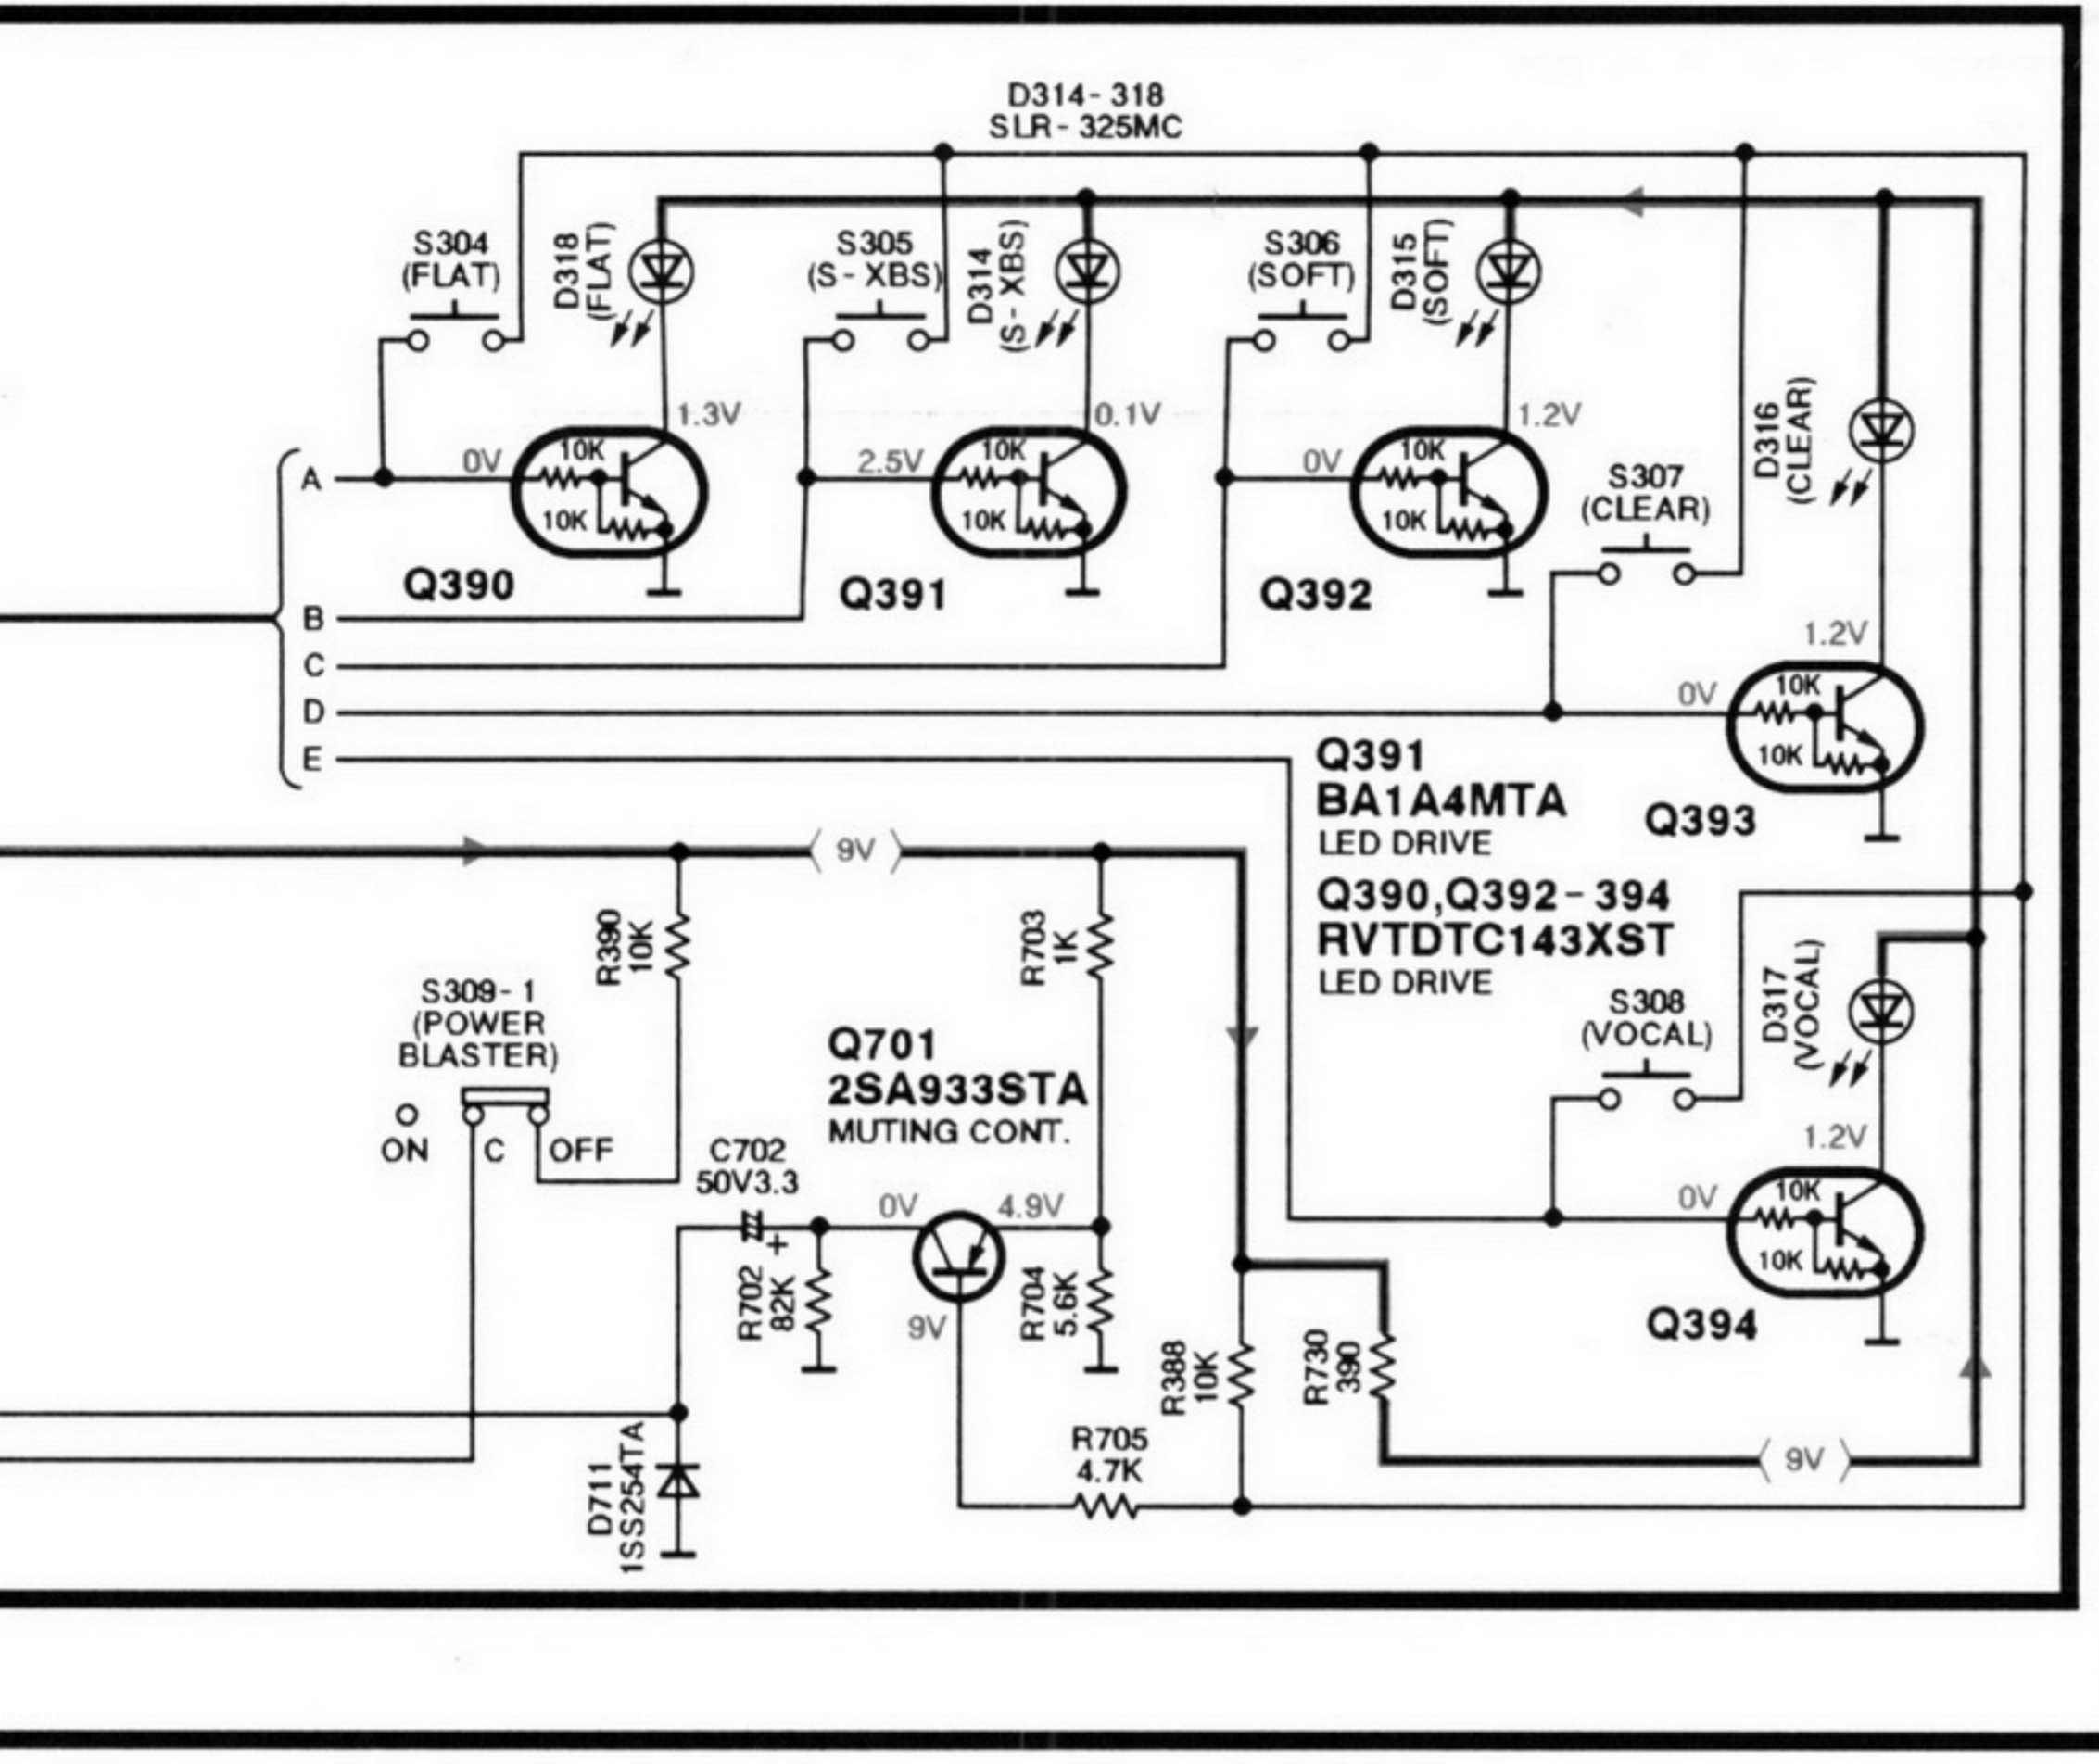 D314-318
SLR-325MC
S304
(FLAT)
D318
(FLAT)
S305
(S-XBS)
D314
(S-XBS)
S306
(SOFT)
D315
(SOFT)
D316
(CLEAR)
1.3V
0.1V
1.2V
A
0V
10K
10K
Q390
2.5V
10K
10K
Q391
0V
10K
10K
Q392
S307
(CLEAR)
B
C
D
E
1.2V
0V
10K
10K
Q393
Q391
BA1A4MTA
LED DRIVE
Q390,Q392-394
RVTDTC143XST
LED DRIVE
9V
R390
10K
R703
1K
S309-1
(POWER
BLASTER)
ON
C
OFF
Q701
2SA933STA
MUTING CONT.
C702
50V3.3
+
0V
4.9V
9V
R702
82K
R704
5.6K
S308
(VOCAL)
D317
(VOCAL)
1.2V
0V
10K
10K
Q394
R388
10K
R730
390
9V
R705
4.7K
D711
1SS254TA